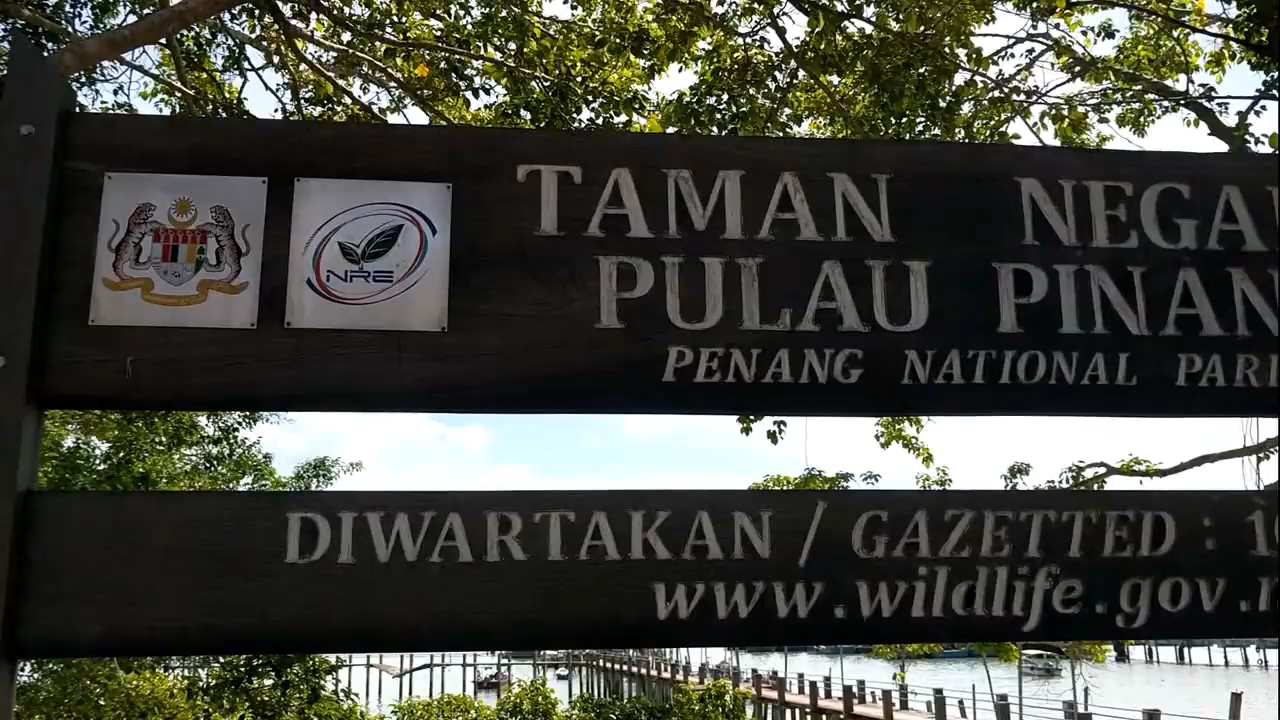 NRE
TAMAN NEGA
PULAU PINAN
PENANG NATIONAL PAR
DIWARTAKAN / GAZETTED : 1
www.wildlife.gov.